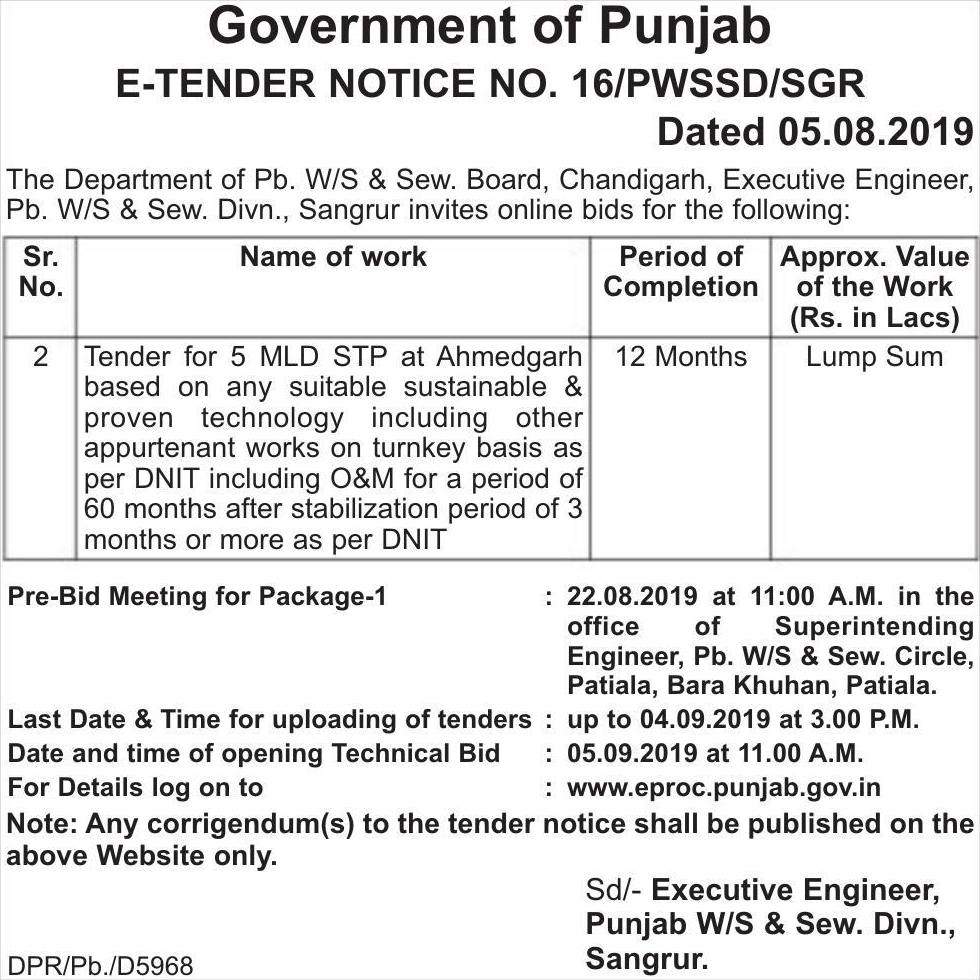 Government of Punjab
E-TENDER NOTICE NO. 16/PWSSD/SGR
Dated 05.08.2019
The Department of Pb. W/S & Sew. Board, Chandigarh, Executive Engineer,
Pb. W/S & Sew. Divn., Sangrur invites online bids for the following:
Sr. No.
Name of work
Period of Completion
Approx. Value of the Work (Rs. in Lacs)
2
Tender for 5 MLD STP at Ahmedgarh
based on any suitable sustainable &
proven technology including other
appurtenant works on turnkey basis as
per DNIT including O&M for a period of
60 months after stabilization period of 3
months or more as per DNIT
12 Months
Lump Sum
Pre-Bid Meeting for Package-1 : 22.08.2019 at 11:00 A.M. in the
office of Superintending
Engineer, Pb. W/S & Sew. Circle,
Patiala, Bara Khuhan, Patiala.
Last Date & Time for uploading of tenders : up to 04.09.2019 at 3.00 P.M.
Date and time of opening Technical Bid : 05.09.2019 at 11.00 A.M.
For Details log on to : www.eproc.punjab.gov.in
Note: Any corrigendum(s) to the tender notice shall be published on the
above Website only.
Sd/- Executive Engineer,
Punjab W/S & Sew. Divn.,
Sangrur.
DPR/Pb./D5968